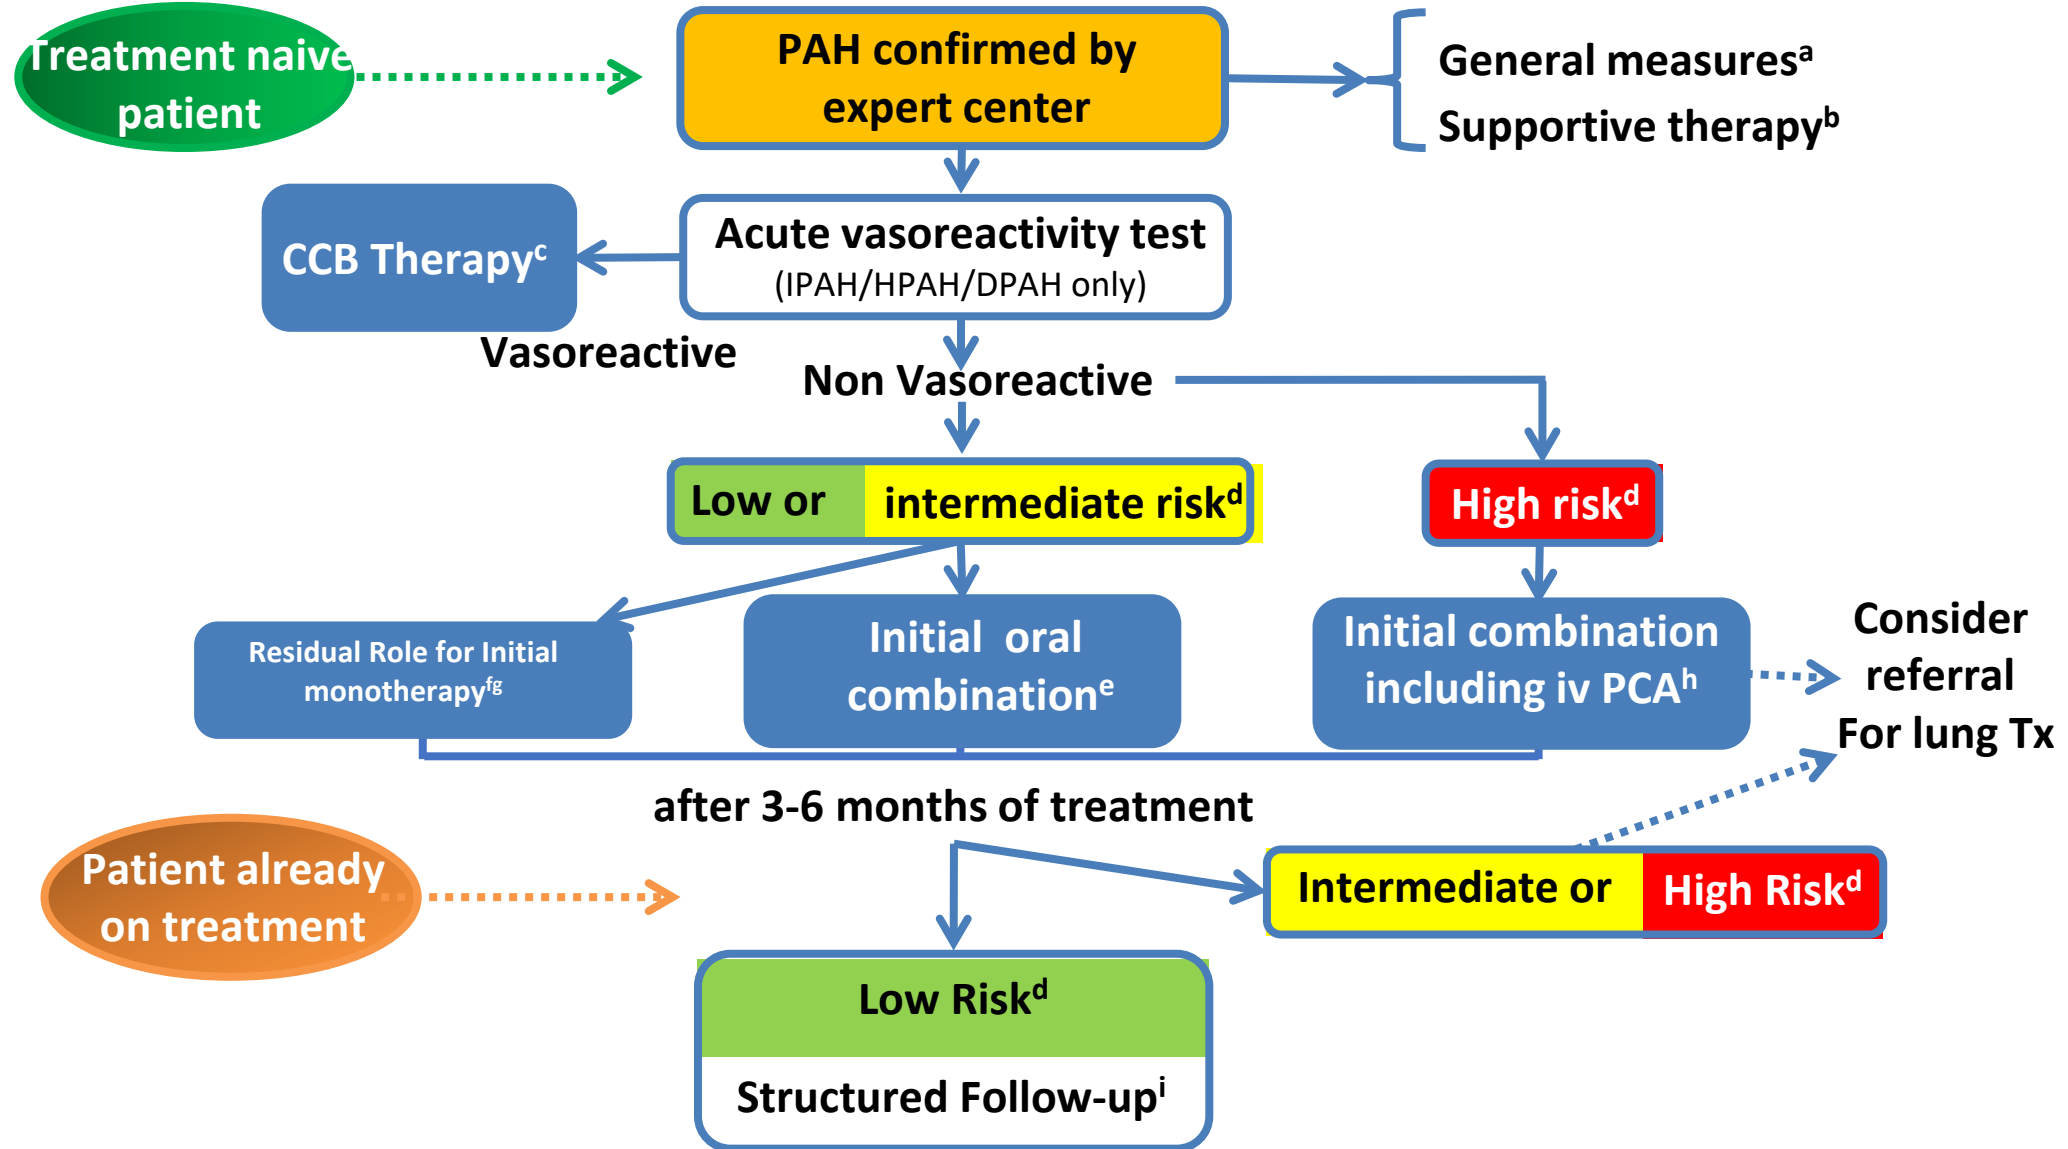 Treatment naive
patient
PAH confirmed by
expert center
General measuresᵃ
Supportive therapyᵇ
CCB Therapyᶜ
Acute vasoreactivity test
(IPAH/HPAH/DPAH only)
Vasoreactive
Non Vasoreactive
Low or intermediate riskᵈ
High riskᵈ
Residual Role for Initial
monotherapyᶠᵍ
Initial oral
combinationᵉ
Initial combination
including iv PCAʰ
Consider
referral
For lung Tx
after 3-6 months of treatment
Patient already
on treatment
Intermediate or High Riskᵈ
Low Riskᵈ
Structured Follow-upⁱ